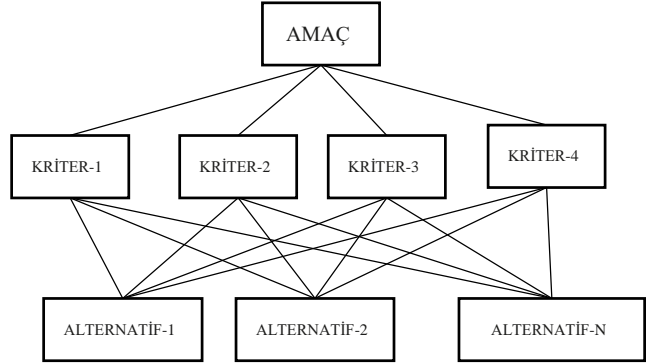 AMAÇ
KRİTER-1
KRİTER-2
KRİTER-3
KRİTER-4
ALTERNATİF-1
ALTERNATİF-2
ALTERNATİF-N